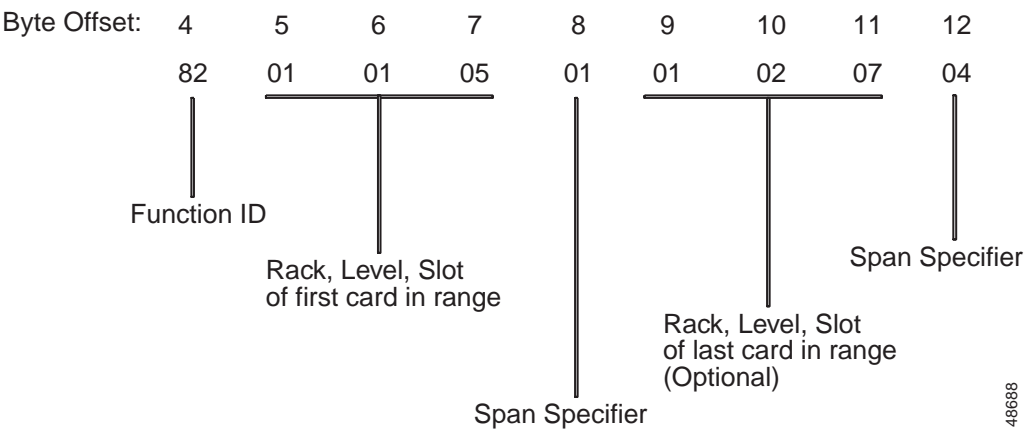 Byte Offset: 4 5 6 7 8 9 10 11 12
82 01 01 05 01 01 02 07 04
Function ID
Rack, Level, Slot
of first card in range
Span Specifier
Rack, Level, Slot
of last card in range
(Optional)
Span Specifier
48688